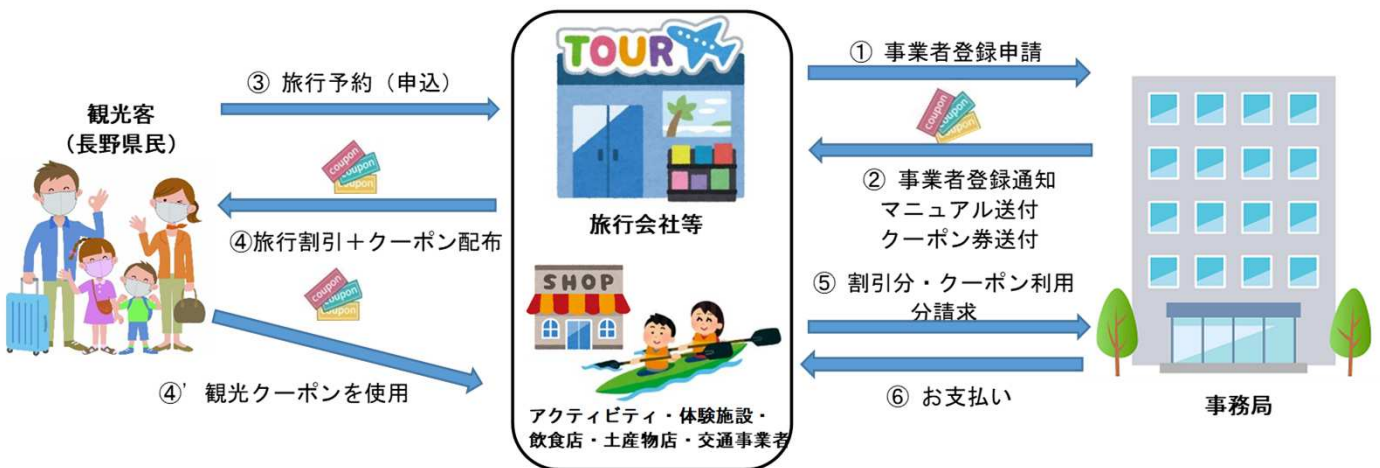 TOUR
① 事業者登録申請
③ 旅行予約（申込）
観光客
（長野県民）
coupon
coupon
coupon
coupon
coupon
coupon
② 事業者登録通知
マニュアル送付
クーポン券送付
旅行会社等
④旅行割引＋クーポン配布
coupon
coupon
coupon
SHOP
⑤ 割引分・クーポン利用
分請求
④’ 観光クーポンを使用
⑥ お支払い
事務局
アクティビティ・体験施設・
飲食店・土産物店・交通事業者